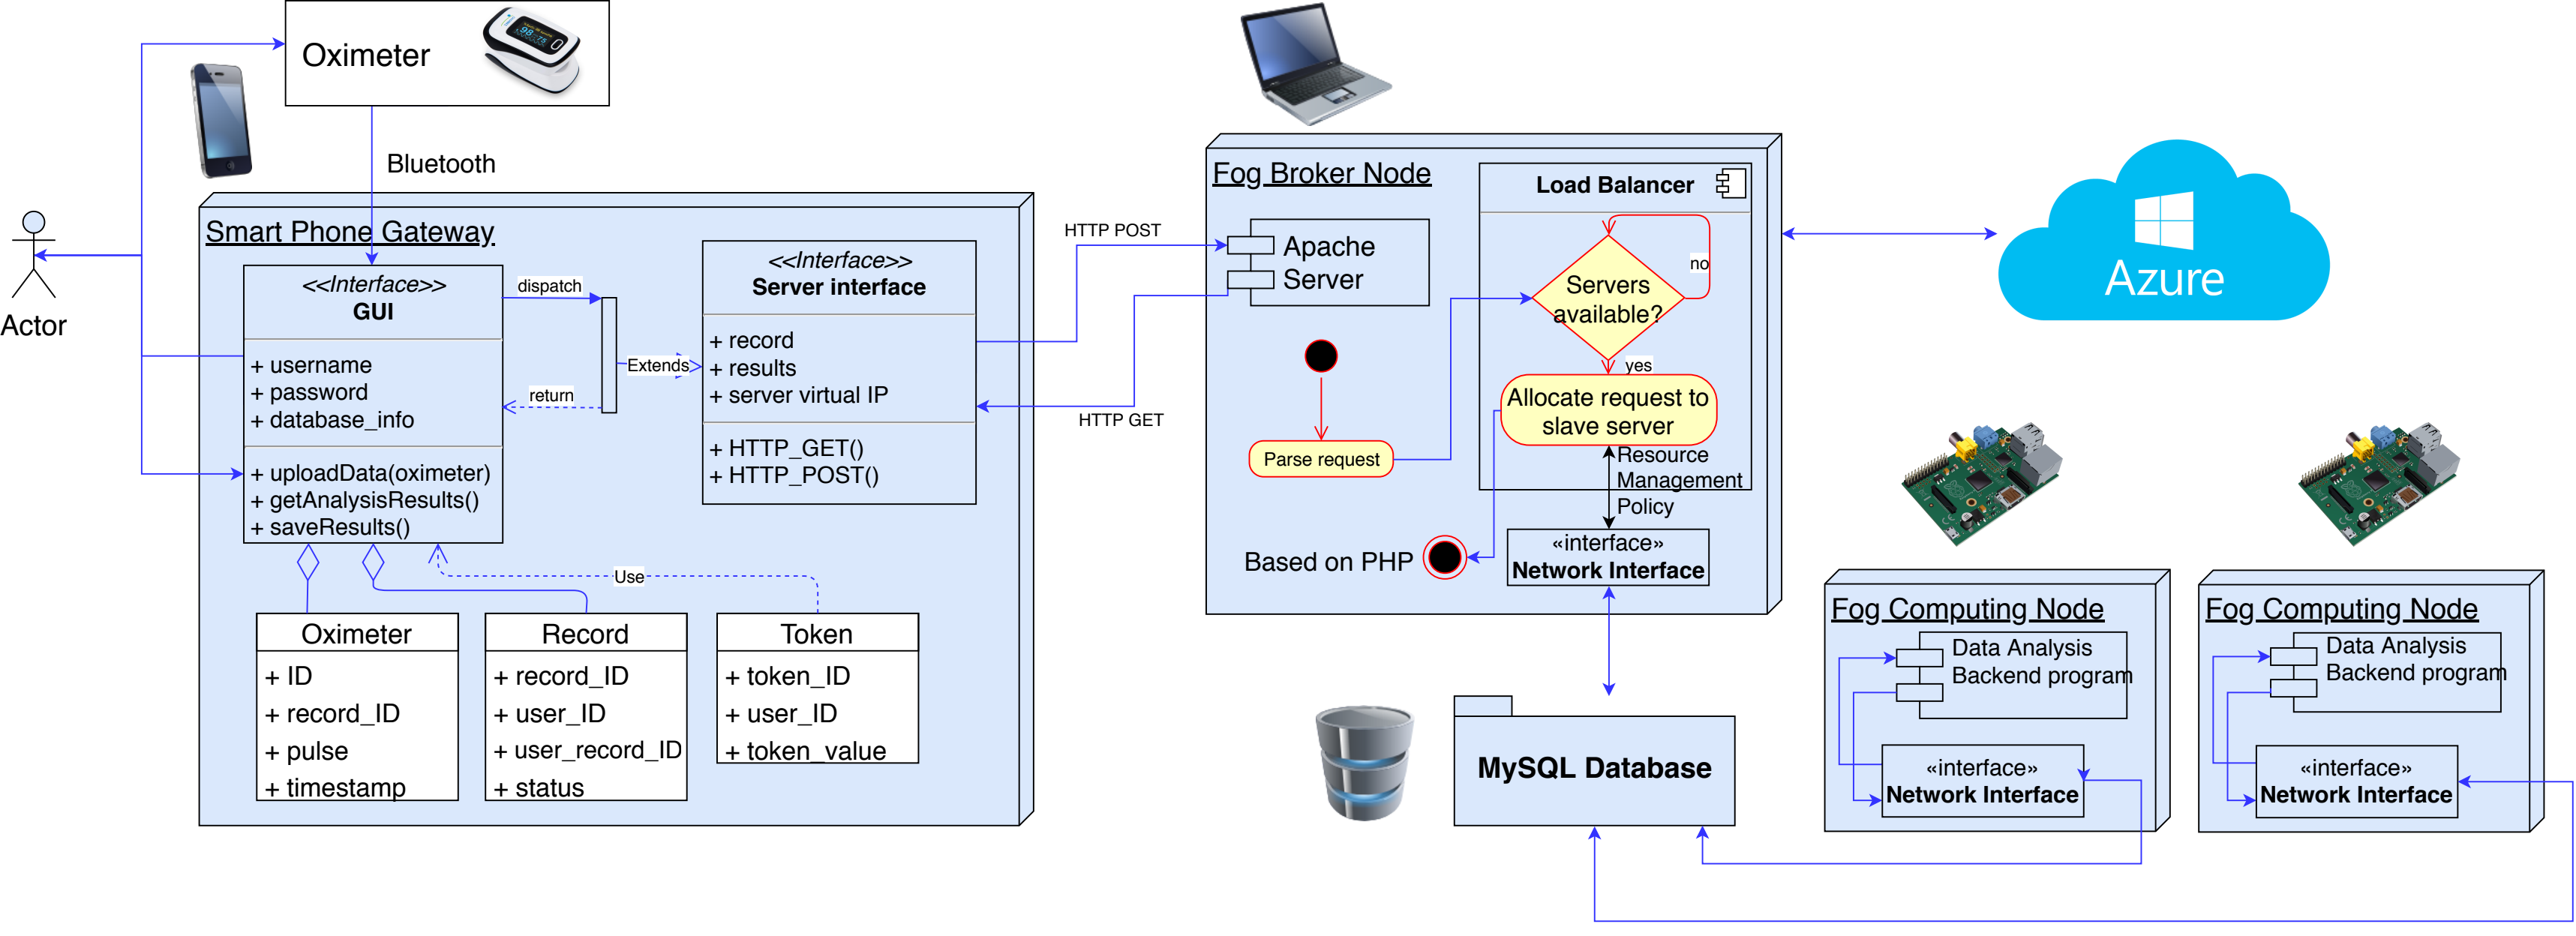 Oximeter
Bluetooth
Actor
Smart Phone Gateway
<<Interface>>
GUI
+ username
+ password
+ database_info
+ uploadData(oximeter)
+ getAnalysisResults()
+ saveResults()
dispatch
return
Extends
<<Interface>>
Server interface
+ record
+ results
+ server virtual IP
+ HTTP_GET()
+ HTTP_POST()
Use
Oximeter
+ ID
+ record_ID
+ pulse
+ timestamp
Record
+ record_ID
+ user_ID
+ user_record_ID
+ status
Token
+ token_ID
+ user_ID
+ token_value
HTTP POST
HTTP GET
Fog Broker Node
Apache
Server
Parse request
Based on PHP
Load Balancer
Servers
available?
no
yes
Allocate request to
slave server
Resource
Management
Policy
«interface»
Network Interface
MySQL Database
Azure
Fog Computing Node
Data Analysis
Backend program
«interface»
Network Interface
Fog Computing Node
Data Analysis
Backend program
«interface»
Network Interface